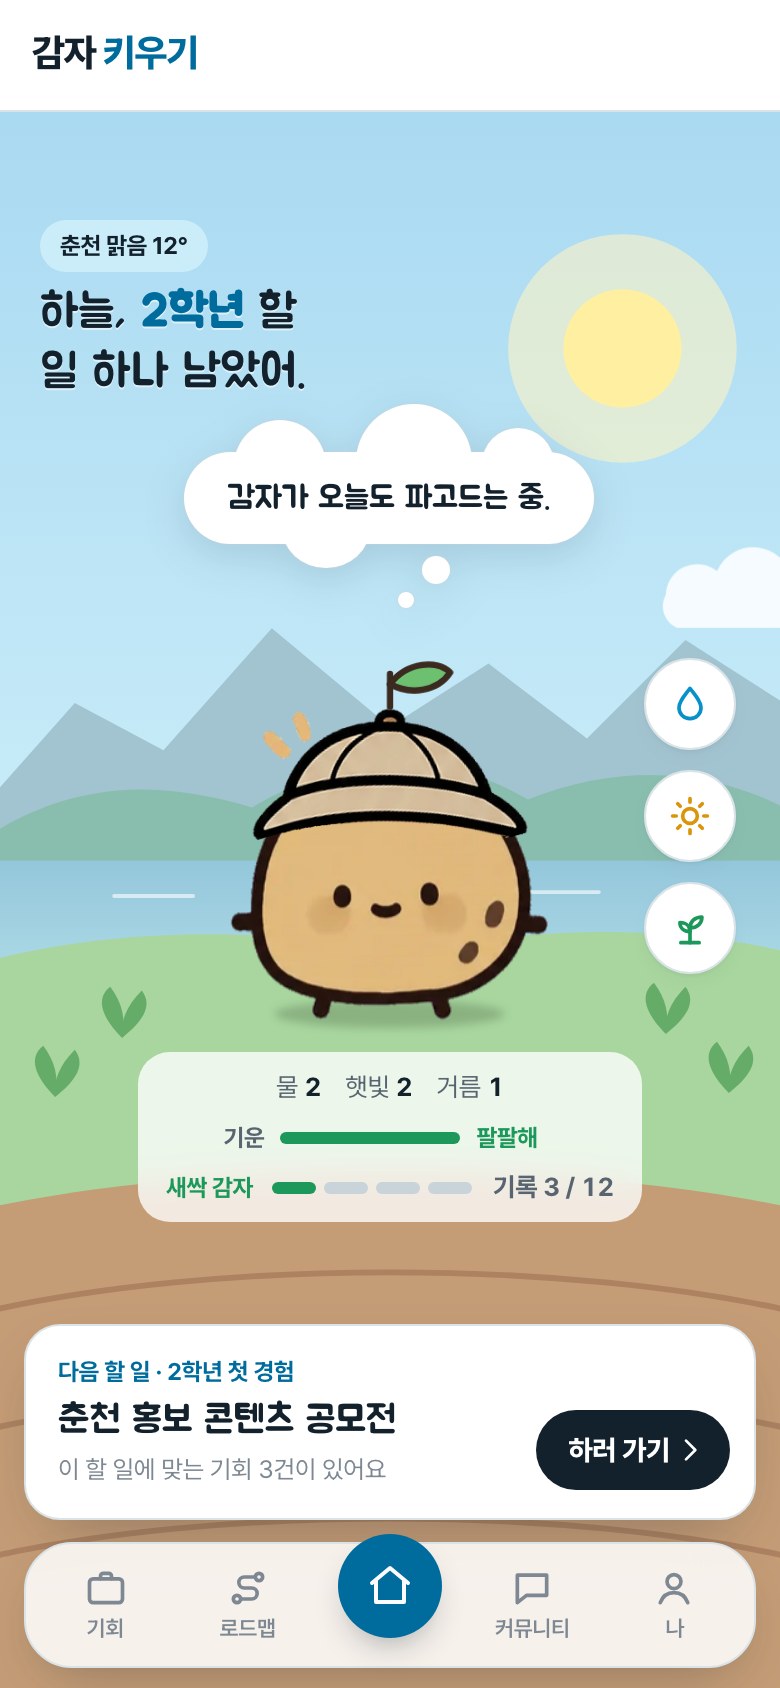 감자 키우기
춘천 맑음 12°
하늘, 2학년 할
일 하나 남았어.
감자가 오늘도 파고드는 중.
물 2 햇빛 2 거름 1
기운 팔팔해
새싹 감자 기록 3 / 12
다음 할 일 · 2학년 첫 경험
춘천 홍보 콘텐츠 공모전
이 할 일에 맞는 기회 3건이 있어요
하러 가기
기회 로드맵 커뮤니티 나